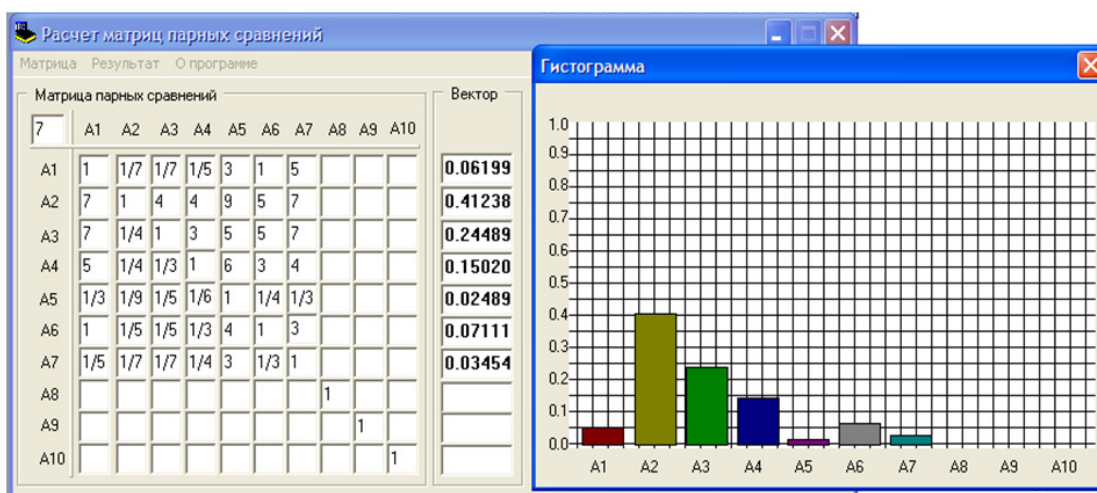 Расчет матриц парных сравнений
Матрица Результат О программе
Матрица парных сравнений
Вектор
7 A1 A2 A3 A4 A5 A6 A7 A8 A9 A10
A1 1 1/7 1/7 1/5 3 1 5 0.06199
A2 7 1 4 4 9 5 7 0.41238
A3 7 1/4 1 3 5 5 7 0.24489
A4 5 1/4 1/3 1 6 3 4 0.15020
A5 1/3 1/9 1/5 1/6 1 1/4 1/3 0.02489
A6 1 1/5 1/5 1/3 4 1 3 0.07111
A7 1/5 1/7 1/7 1/4 3 1/3 1 0.03454
A8 1
A9 1
A10 1
Гистограмма
1.0
0.9
0.8
0.7
0.6
0.5
0.4
0.3
0.2
0.1
0.0
A1 A2 A3 A4 A5 A6 A7 A8 A9 A10